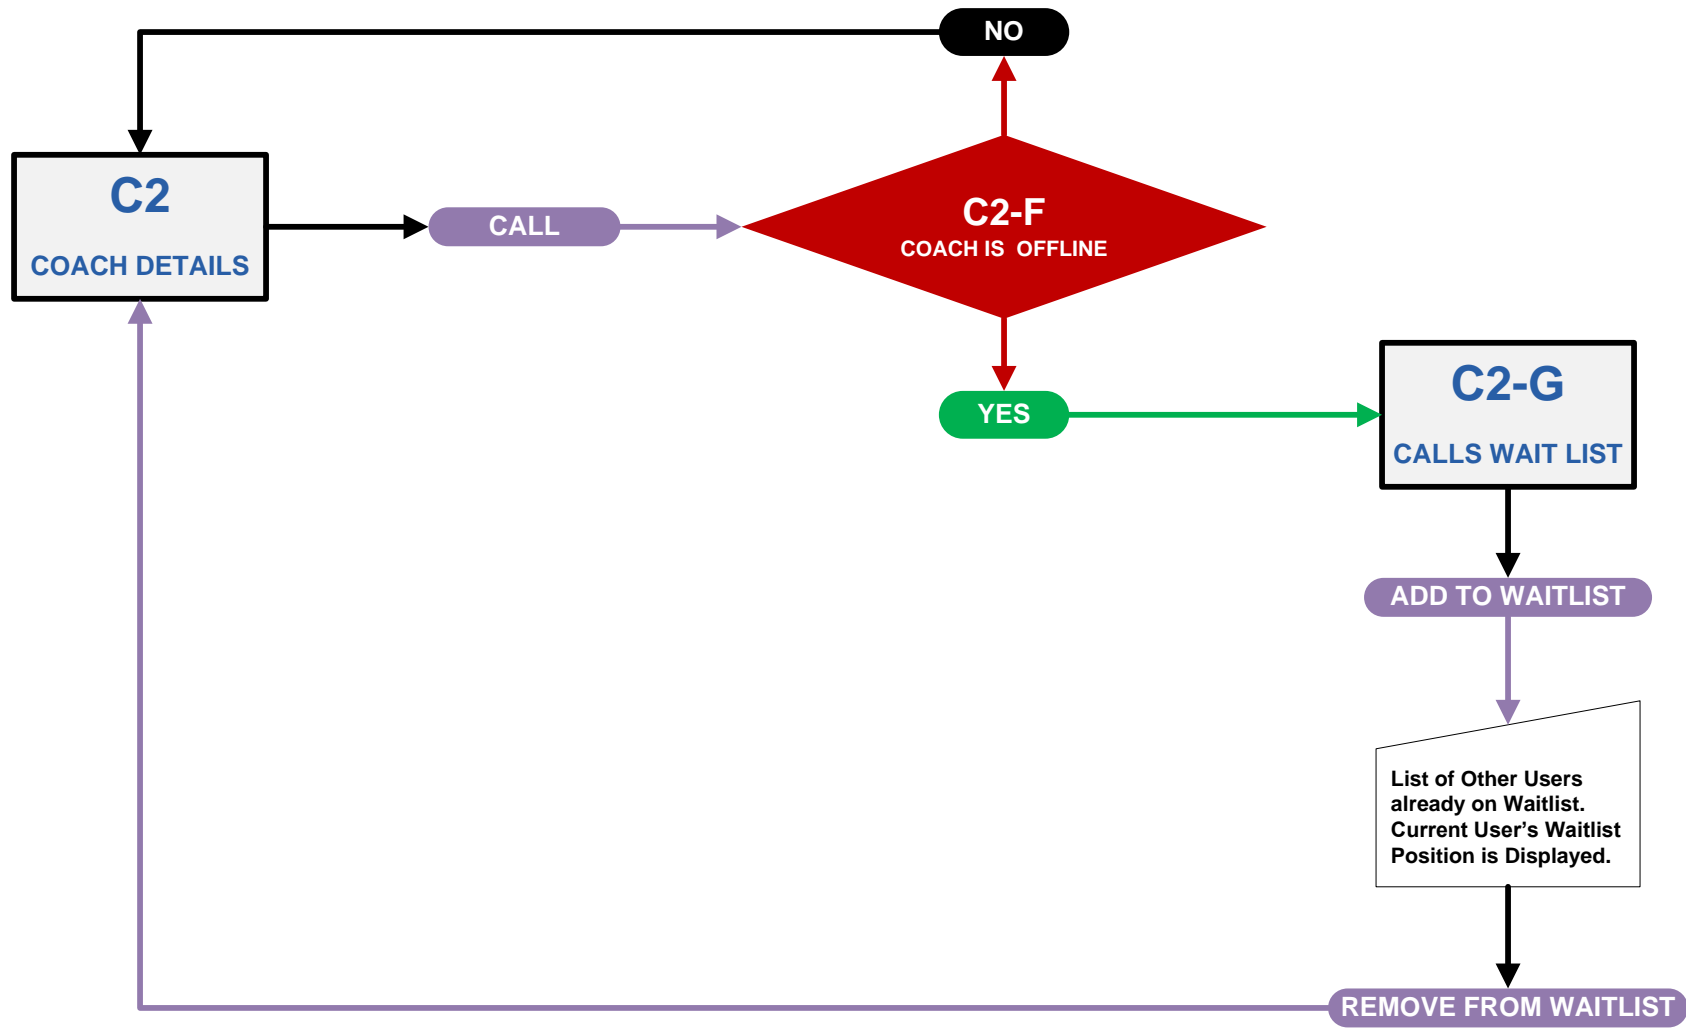 NO
C2
COACH DETAILS
CALL
C2-F
COACH IS  OFFLINE
YES
C2-G
CALLS WAIT LIST
ADD TO WAITLIST
List of Other Users
already on Waitlist.
Current User’s Waitlist
Position is Displayed.
REMOVE FROM WAITLIST